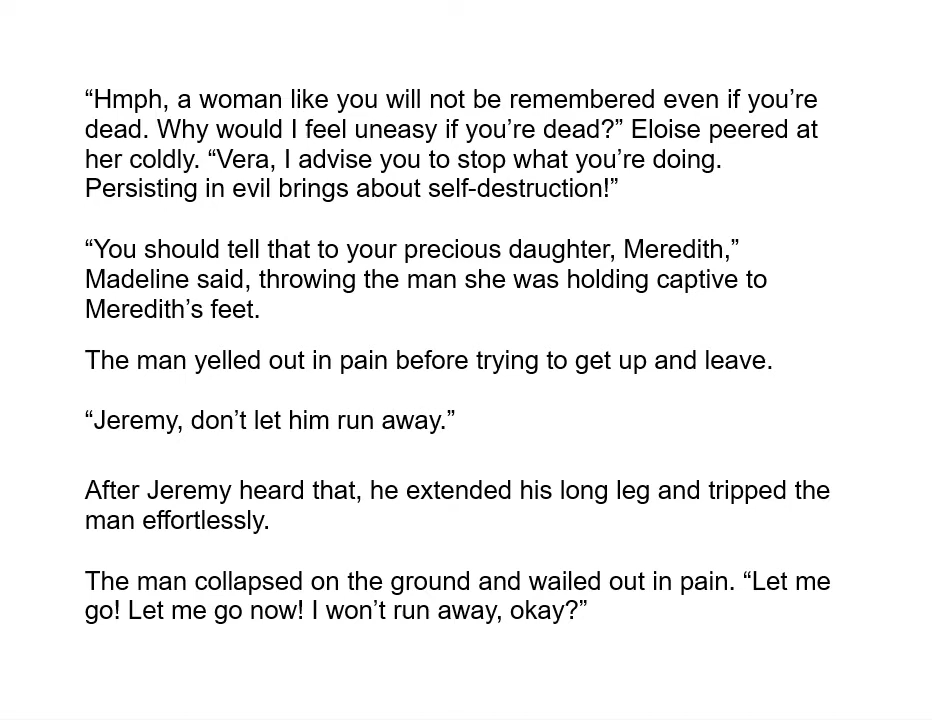 “Hmph, a woman like you will not be remembered even if you’re
dead. Why would I feel uneasy if you’re dead?” Eloise peered at
her coldly. “Vera, I advise you to stop what you’re doing.
Persisting in evil brings about self-destruction!”
“You should tell that to your precious daughter, Meredith,”
Madeline said, throwing the man she was holding captive to
Meredith’s feet.
The man yelled out in pain before trying to get up and leave.
“Jeremy, don’t let him run away.”
After Jeremy heard that, he extended his long leg and tripped the
man effortlessly.
The man collapsed on the ground and wailed out in pain. “Let me
go! Let me go now! I won’t run away, okay?”